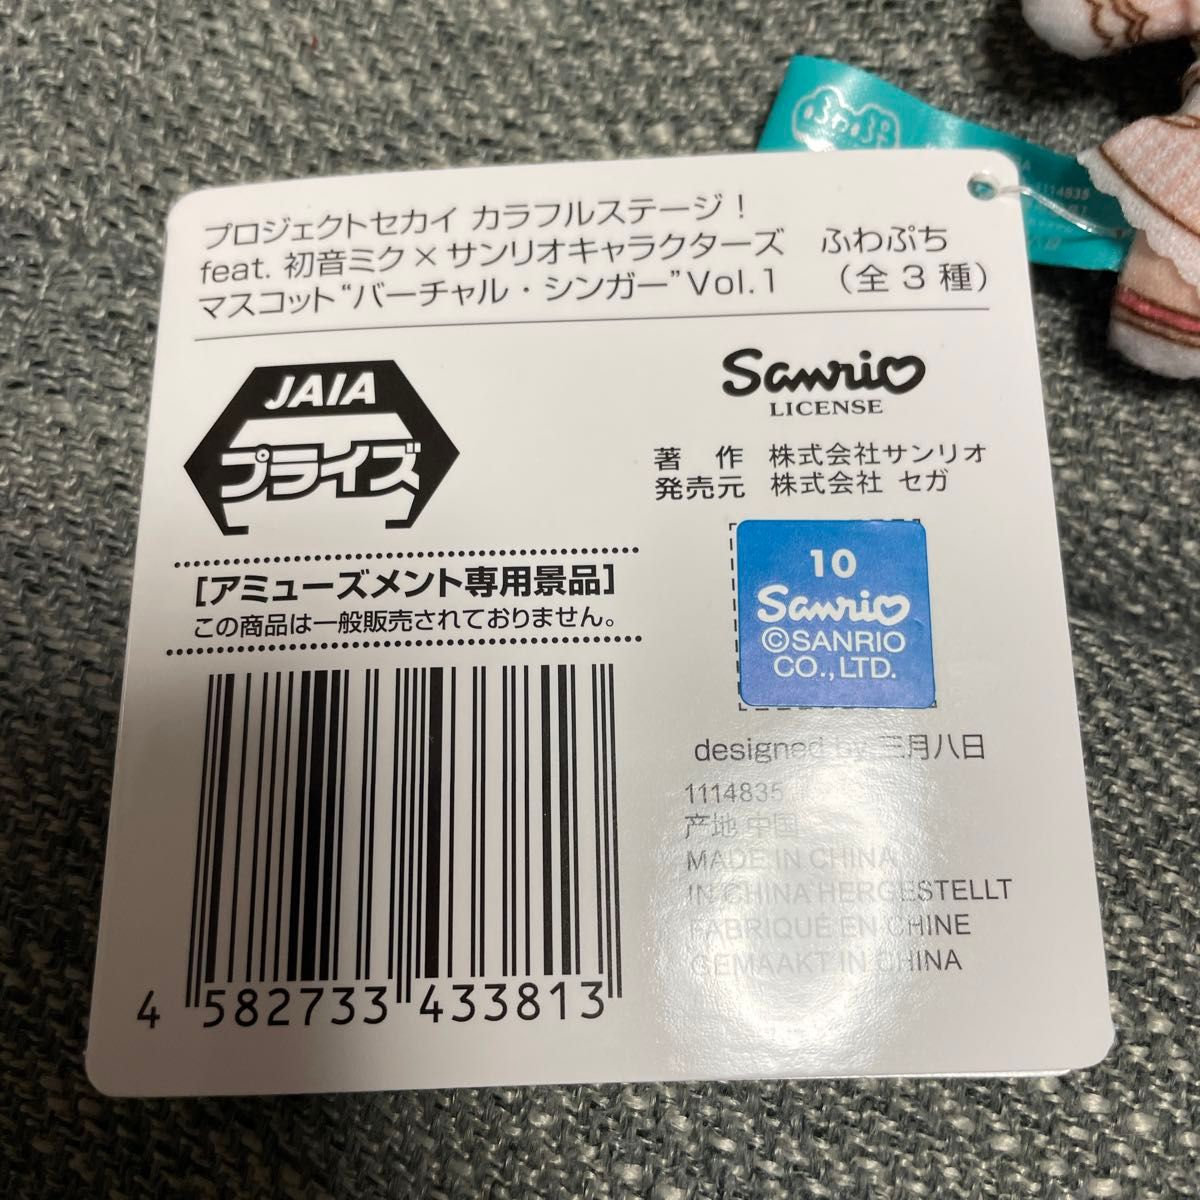 プロジェクトセカイ カラフルステージ！
feat. 初音ミク×サンリオキャラクターズ　ふわぷち
マスコット“バーチャル・シンガー”Vol.1　（全３種）
JAIA
プライズ
[アミューズメント専用景品]
この商品は一般販売されておりません。
4 582733 433813
Sanrio
LICENSE
著　作　株式会社サンリオ
発売元　株式会社 セガ
10
Sanrio
©SANRIO
CO.,LTD.
designed by 三月八日
1114835
产地 中国
MADE IN CHINA
IN CHINA HERGESTELLT
FABRIQUÉ EN CHINE
GEMAAKT IN CHINA
ふわぷち
1114835